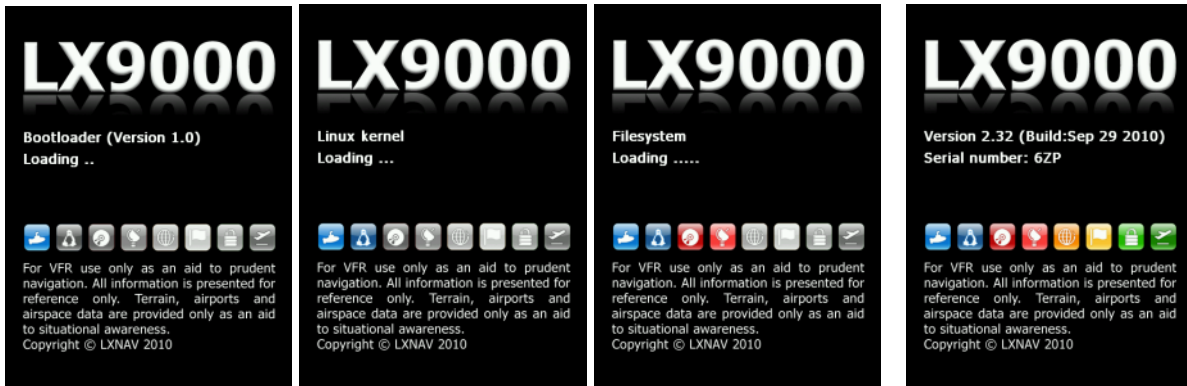 LX9000
Bootloader (Version 1.0)
Loading ..
For VFR use only as an aid to prudent
navigation. All information is presented for
reference only. Terrain, airports and
airspace data are provided only as an aid
to situational awareness.
Copyright © LXNAV 2010
LX9000
Linux kernel
Loading ...
For VFR use only as an aid to prudent
navigation. All information is presented for
reference only. Terrain, airports and
airspace data are provided only as an aid
to situational awareness.
Copyright © LXNAV 2010
LX9000
Filesystem
Loading .....
For VFR use only as an aid to prudent
navigation. All information is presented for
reference only. Terrain, airports and
airspace data are provided only as an aid
to situational awareness.
Copyright © LXNAV 2010
LX9000
Version 2.32 (Build:Sep 29 2010)
Serial number: 6ZP
For VFR use only as an aid to prudent
navigation. All information is presented for
reference only. Terrain, airports and
airspace data are provided only as an aid
to situational awareness.
Copyright © LXNAV 2010